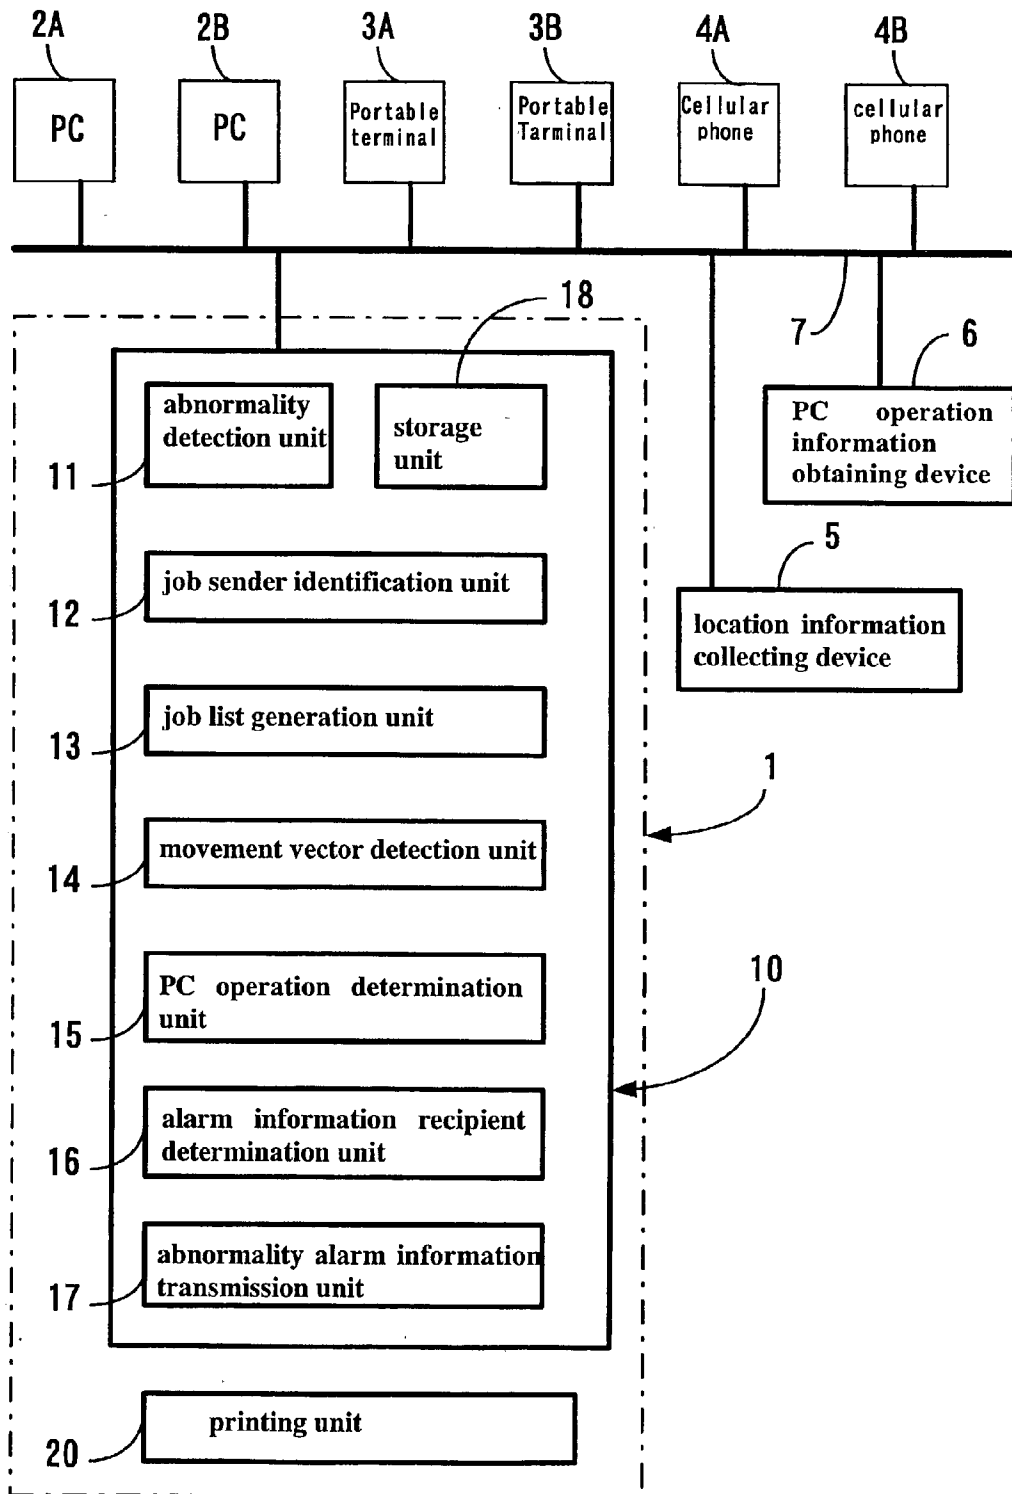 2A
2B
3A
3B
4A
4B
PC
PC
Portable
terminal
Portable
Tarminal
Cellular
phone
cellular
phone
18
7
6
abnormality
detection unit
storage
unit
PC operation
information
obtaining device
11
5
job sender identification unit
12
location information
collecting device
job list generation unit
13
1
movement vector detection unit
14
10
PC operation determination
unit
15
alarm information recipient
determination unit
16
abnormality alarm information
transmission unit
17
printing unit
20